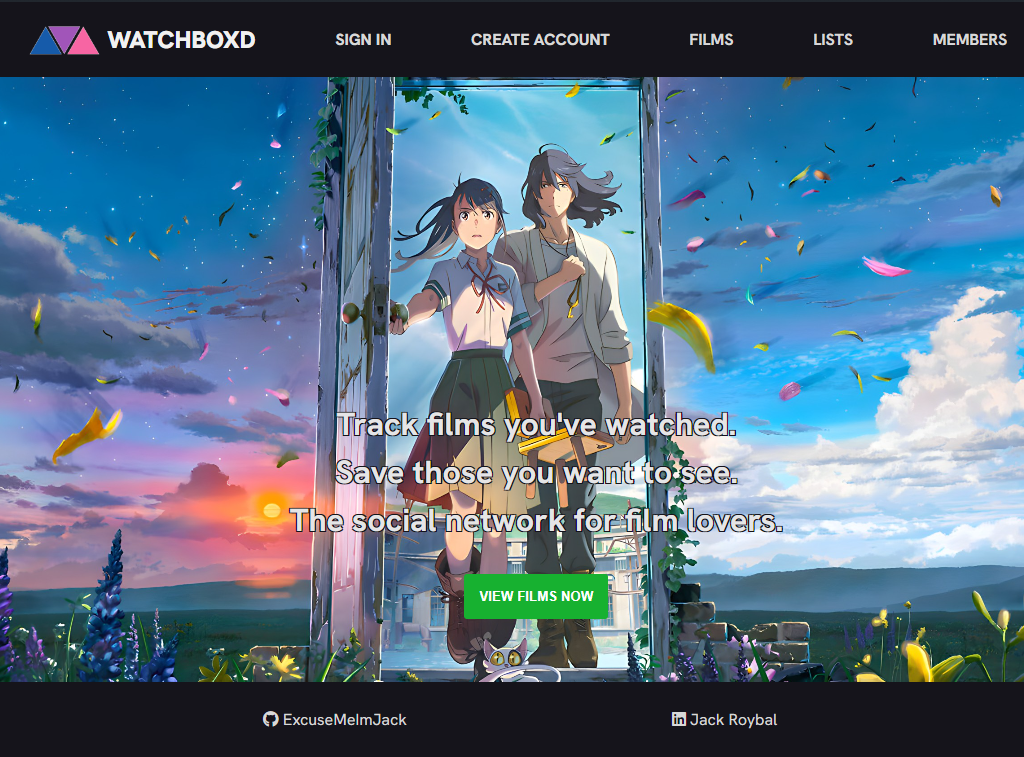 WATCHBOXD
SIGN IN
CREATE ACCOUNT
FILMS
LISTS
MEMBERS
Track films you've watched.
Save those you want to see.
The social network for film lovers.
VIEW FILMS NOW
ExcuseMeImJack
Jack Roybal